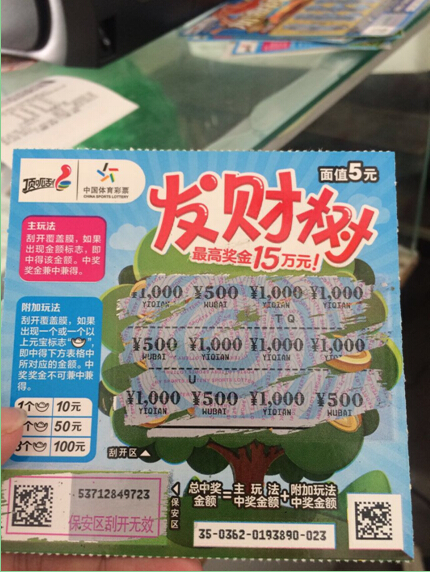 顶呱刮
中国体育彩票
CHINA SPORTS LOTTERY
面值5元
发财树
最高奖金15万元!
主玩法
刮开覆盖膜,如果
出现金额标志,即
中得该金额。中奖
奖金兼中兼得。
附加玩法
刮开覆盖膜,如果
出现一个或一个以
上元宝标志“ ”,
即中得下方表格中
所对应的金额。中
奖奖金不可兼中兼
得。
1个 10元
个 50元
3个 100元
¥1,000 ¥500 ¥1,000 ¥1,000
YIQIAN WUBAI YIQIAN YIQIAN
T Q
¥500 ¥1,000 ¥1,000 ¥1,000
WUBAI YIQIAN YIQIAN YIQIAN
U
¥1,000 ¥500 ¥1,000 ¥500
YIQIAN WUBAI YIQIAN WUBAI
刮开区
53712849723
保安区刮开无效
保安区
总中奖金额=主玩法中奖金额+附加玩法中奖金额
35-0362-0193890-023